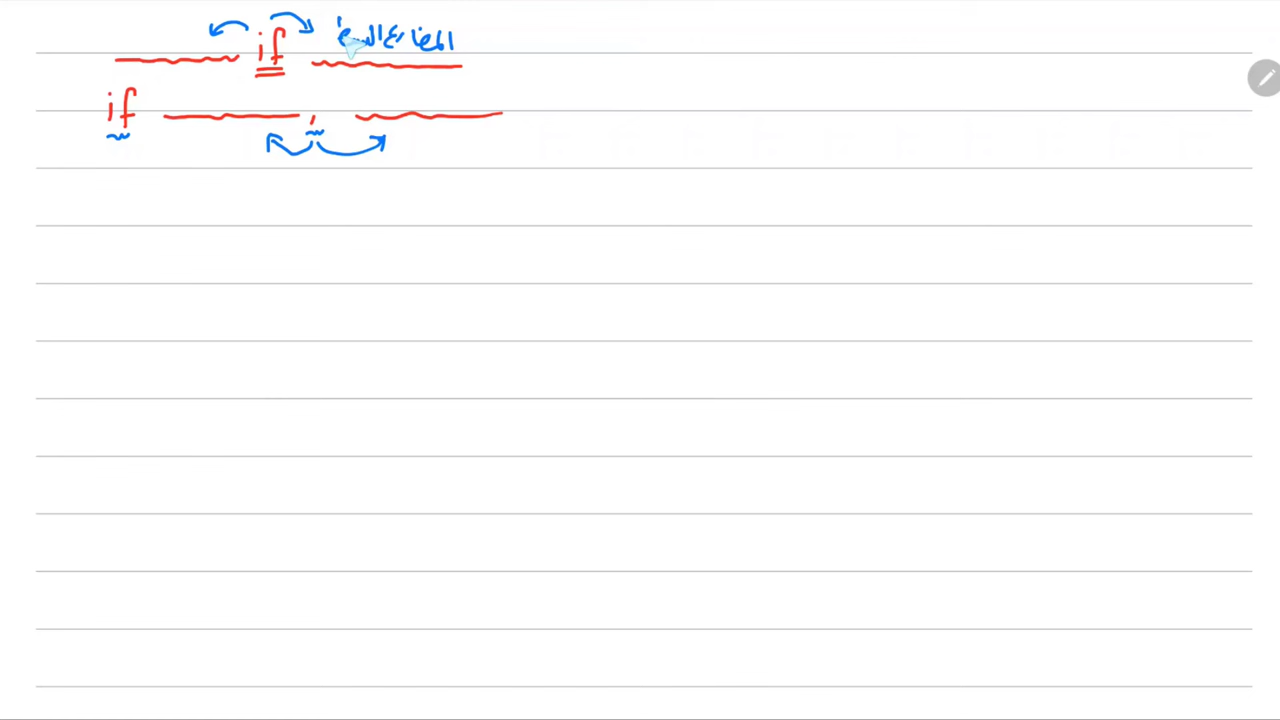 if المضارع البسيط
if ,